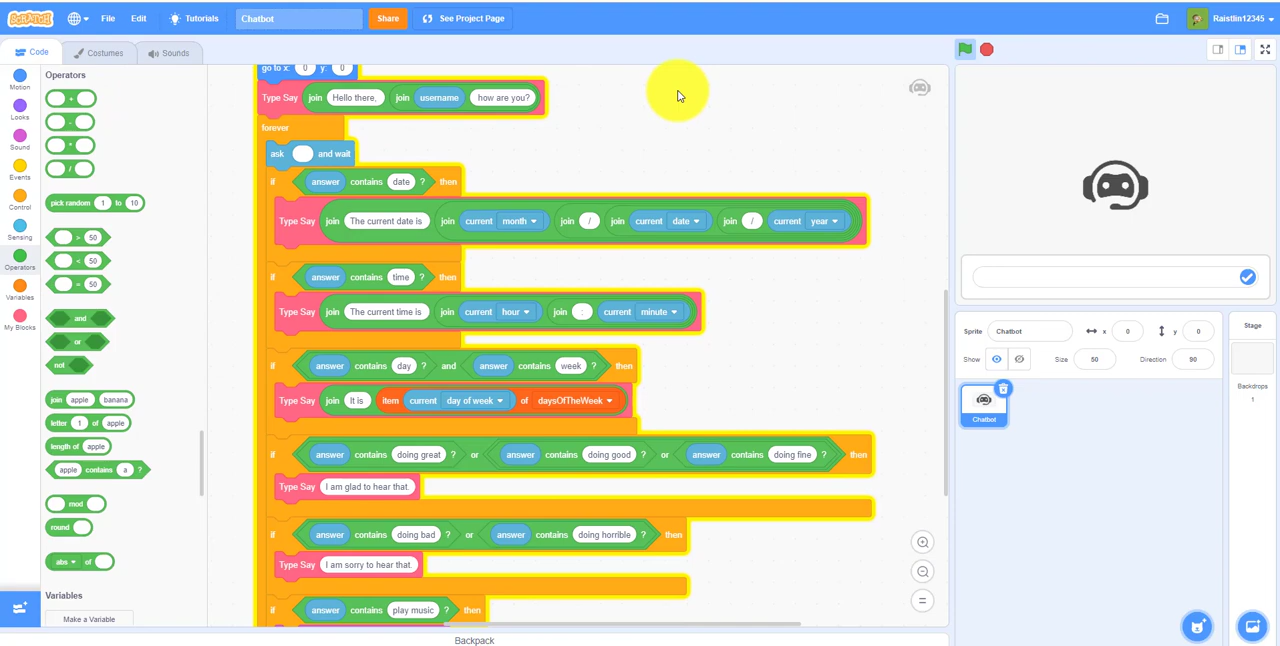 SCRATCH File Edit Tutorials Chatbot Share See Project Page Raistlin12345
Code Costumes Sounds
Motion
Looks
Sound
Events
Control
Sensing
Operators
Variables
My Blocks
Operators
+
-
*
/
pick random 1 to 10
> 50
< 50
= 50
and
or
not
join apple banana
letter 1 of apple
length of apple
apple contains a ?
mod
round
abs of
Variables
Make a Variable
go to x: 0 y: 0
Type Say join Hello there, join username how are you?
forever
ask and wait
if answer contains date ? then
Type Say join The current date is join current month join / join current date join / current year
if answer contains time ? then
Type Say join The current time is join current hour join : current minute
if answer contains day ? and answer contains week ? then
Type Say join It is item current day of week of daysOfTheWeek
if answer contains doing great ? or answer contains doing good ? or answer contains doing fine ? then
Type Say I am glad to hear that.
if answer contains doing bad ? or answer contains doing horrible ? then
Type Say I am sorry to hear that.
if answer contains play music ? then
Sprite Chatbot x 0 y 0
Show Size 50 Direction 90
Chatbot
Stage
Backdrops
1
Backpack